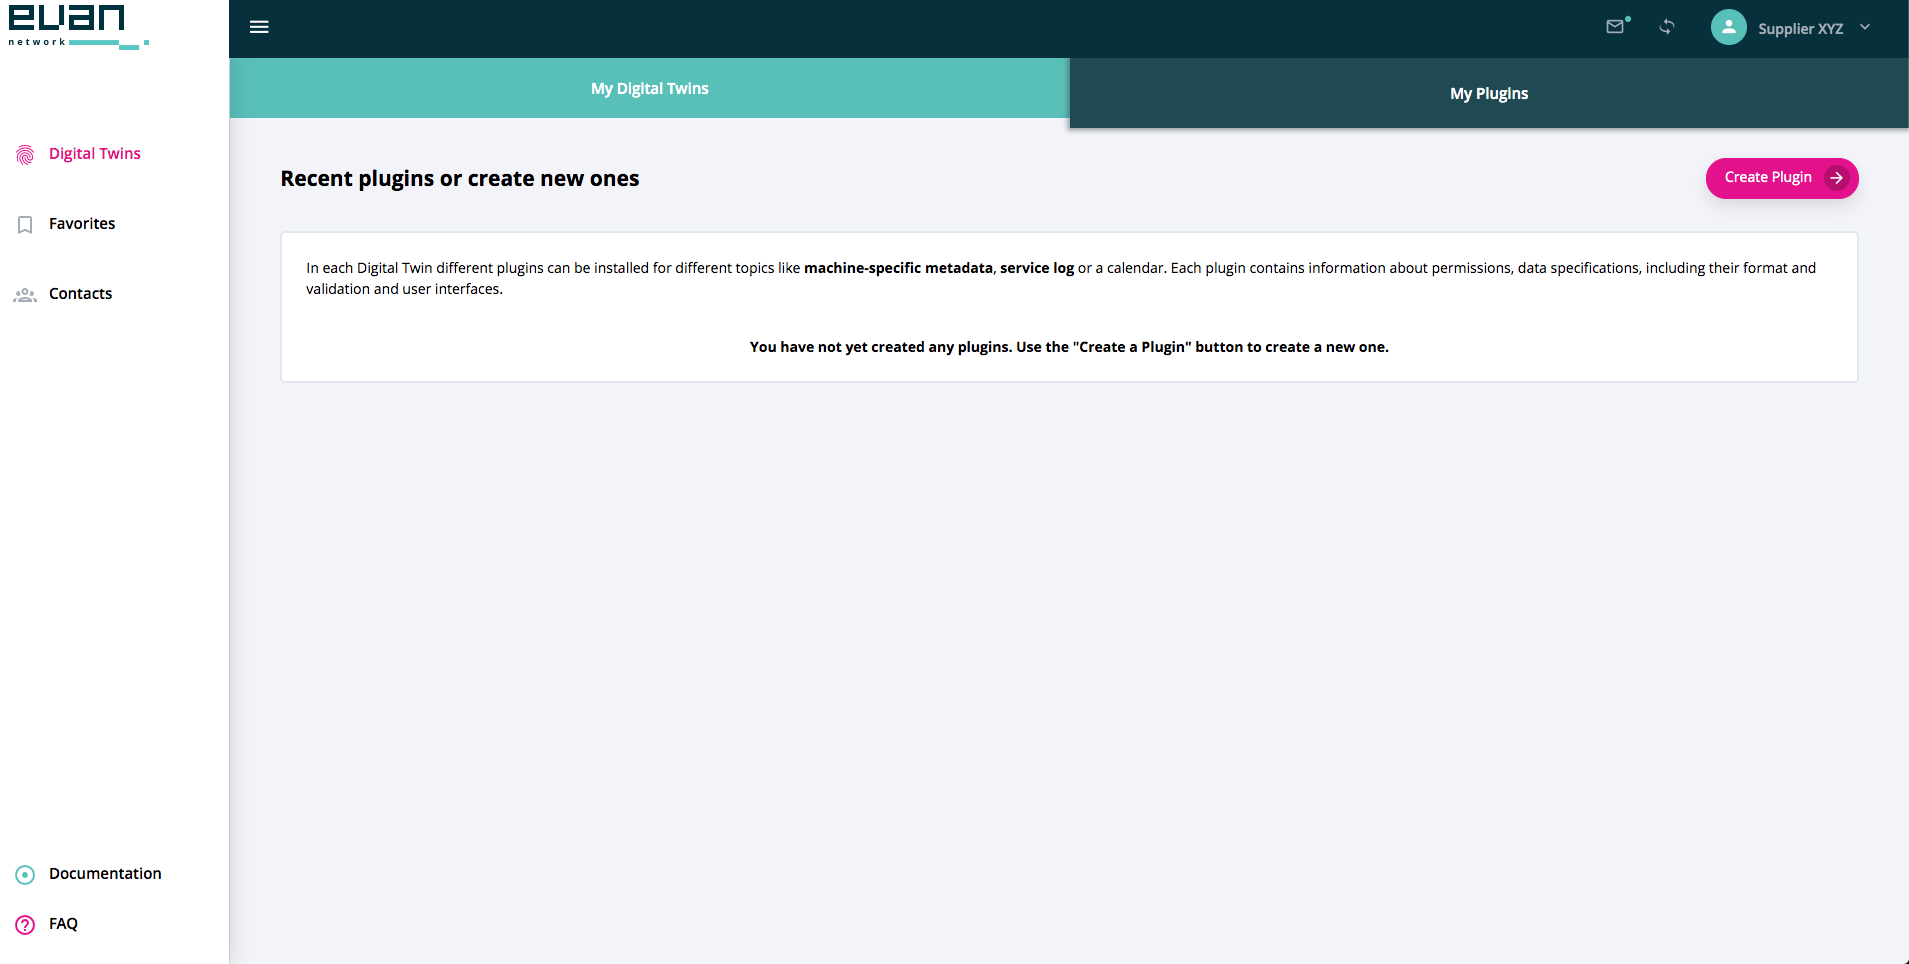 evan
network
Supplier XYZ
My Digital Twins
My Plugins
Digital Twins
Favorites
Contacts
Recent plugins or create new ones
Create Plugin
In each Digital Twin different plugins can be installed for different topics like machine-specific metadata, service log or a calendar. Each plugin contains information about permissions, data specifications, including their format and
validation and user interfaces.
You have not yet created any plugins. Use the "Create a Plugin" button to create a new one.
Documentation
FAQ